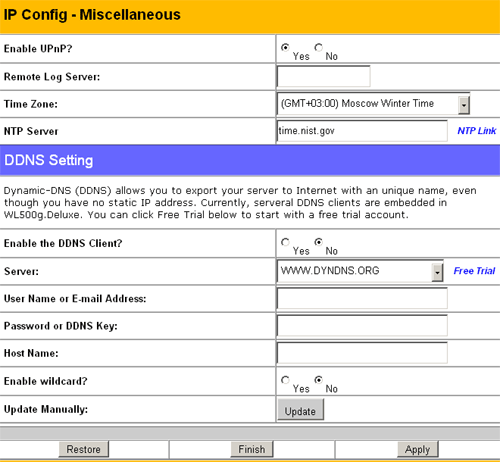 IP Config - Miscellaneous
Enable UPnP? Yes No
Remote Log Server:
Time Zone: (GMT+03:00) Moscow Winter Time
NTP Server time.nist.gov NTP Link
DDNS Setting
Dynamic-DNS (DDNS) allows you to export your server to Internet with an unique name, even
though you have no static IP address. Currently, serveral DDNS clients are embedded in
WL500g.Deluxe. You can click Free Trial below to start with a free trial account.
Enable the DDNS Client? Yes No
Server: WWW.DYNDNS.ORG Free Trial
User Name or E-mail Address:
Password or DDNS Key:
Host Name:
Enable wildcard? Yes No
Update Manually: Update
Restore Finish Apply